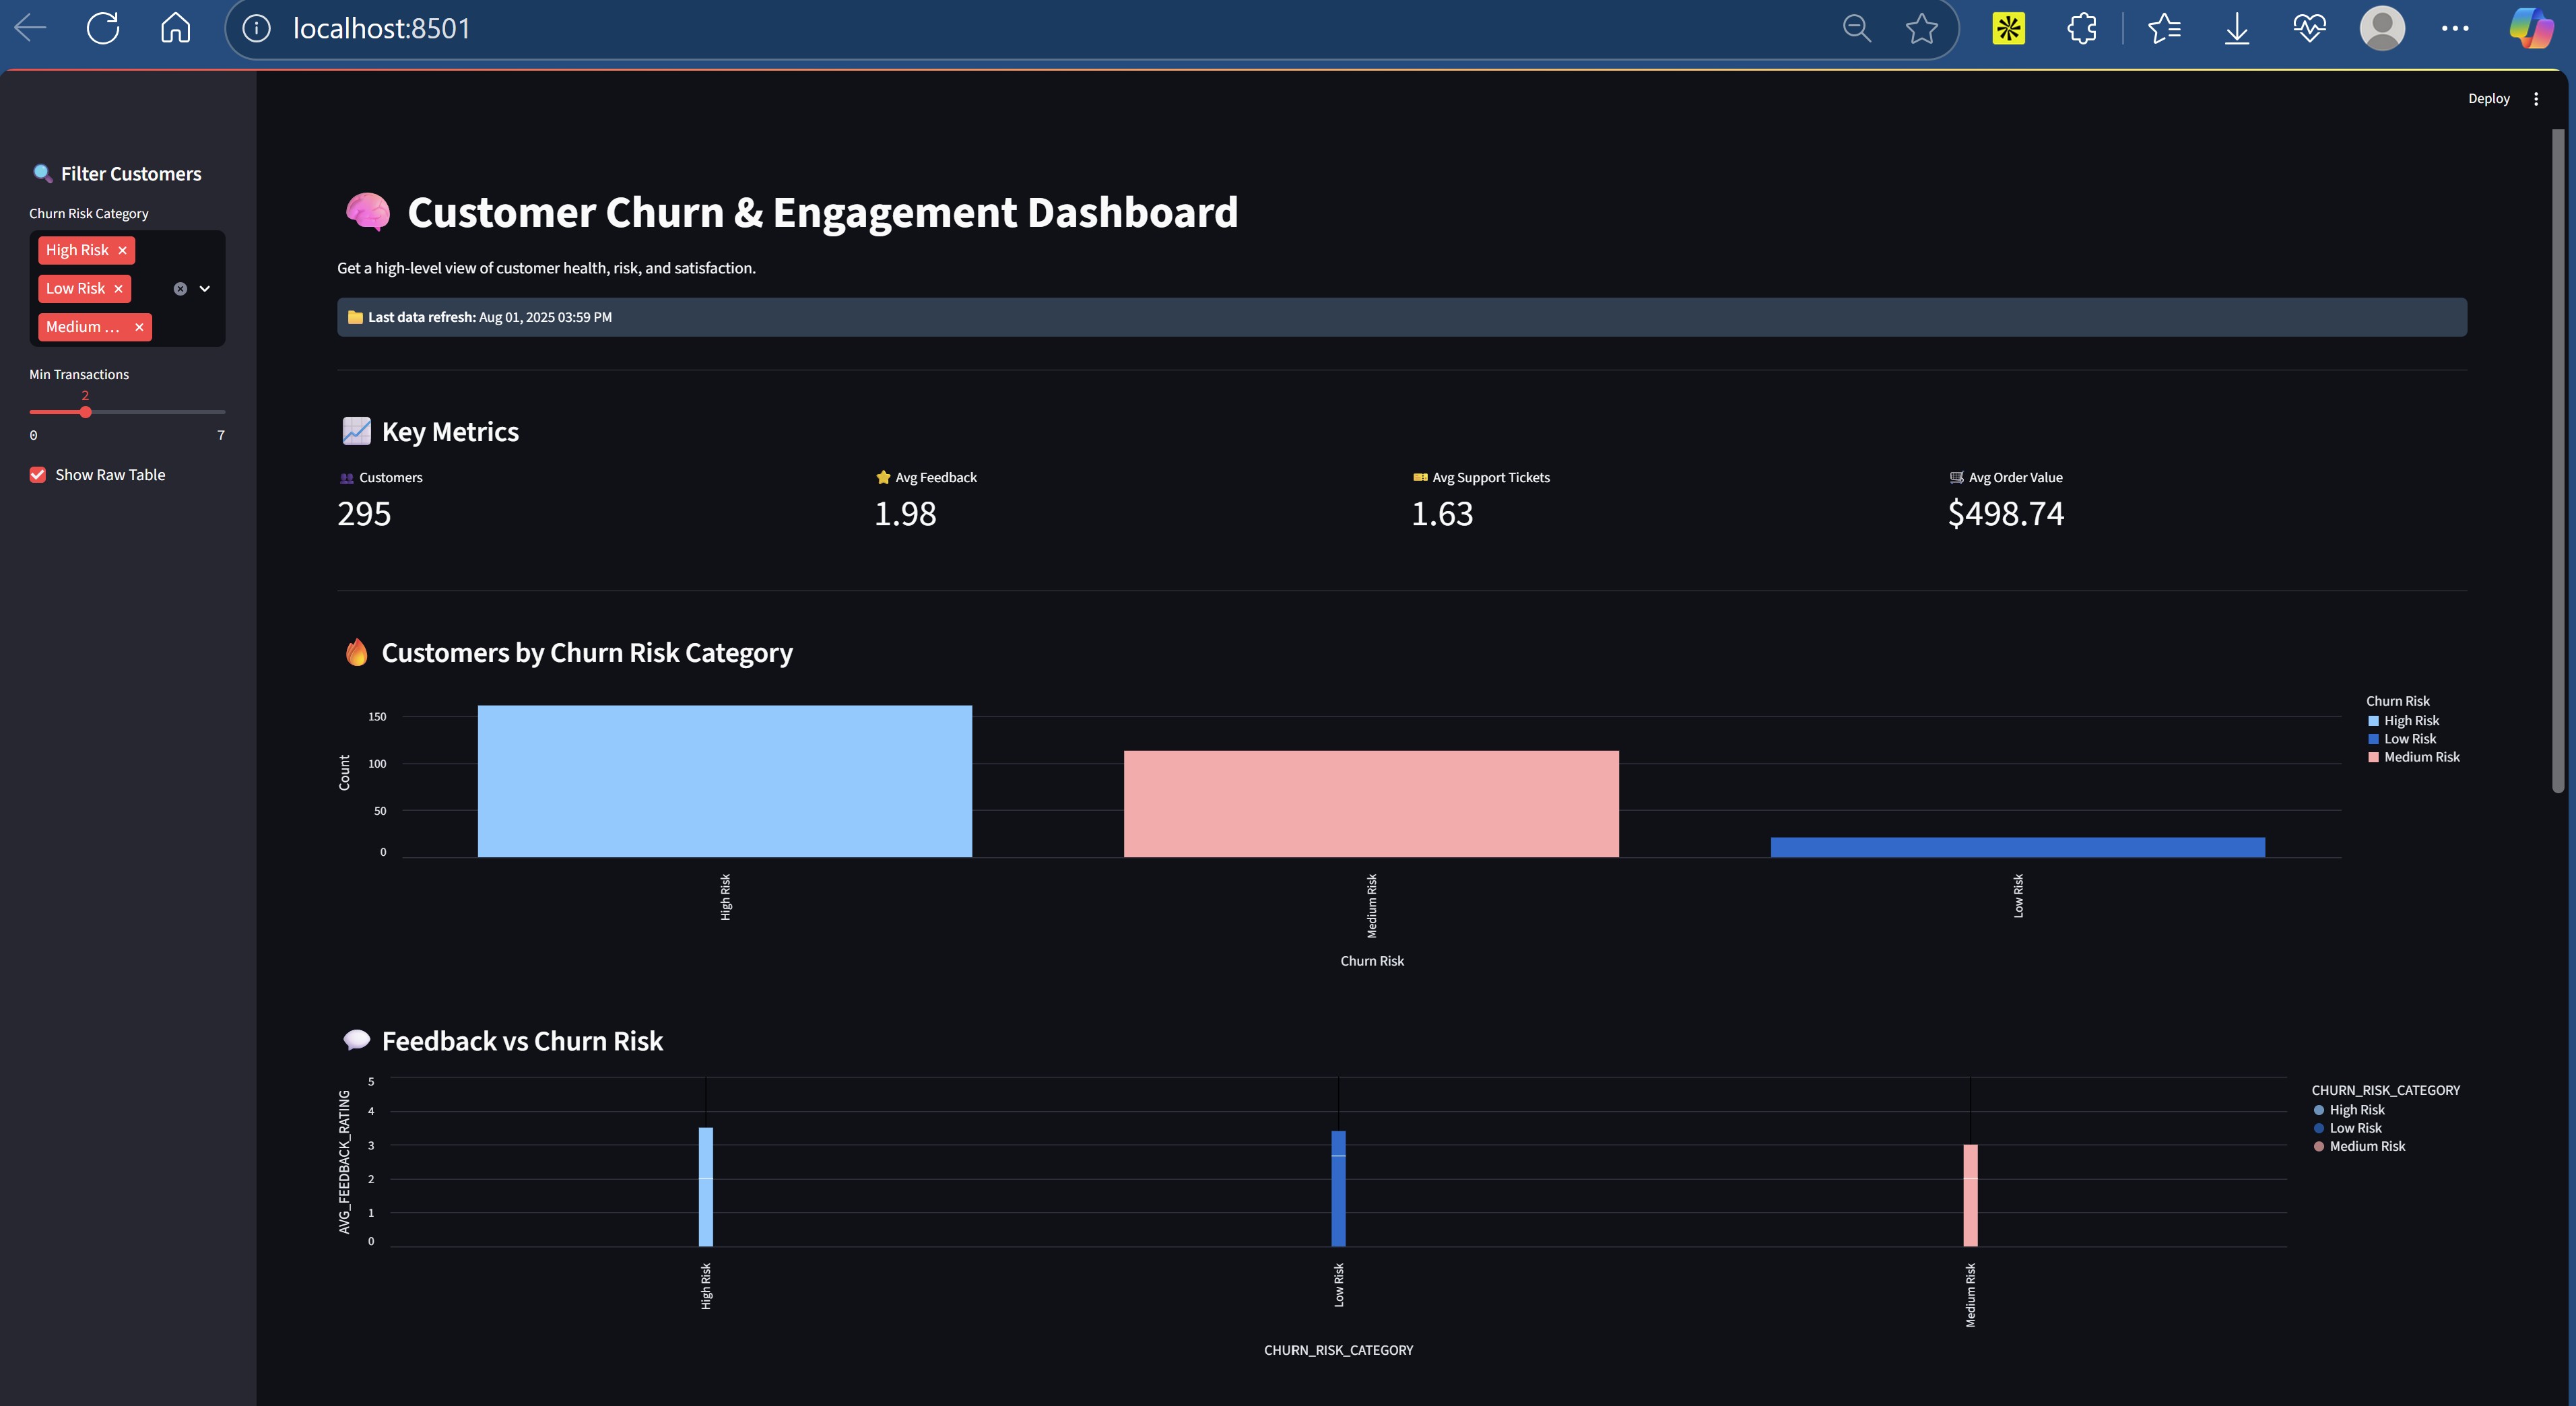 localhost:8501
Deploy
Filter Customers
Churn Risk Category
High Risk
Low Risk
Medium ...
Min Transactions
2
0 7
Show Raw Table
Customer Churn & Engagement Dashboard
Get a high-level view of customer health, risk, and satisfaction.
Last data refresh: Aug 01, 2025 03:59 PM
Key Metrics
Customers
295
Avg Feedback
1.98
Avg Support Tickets
1.63
Avg Order Value
$498.74
Customers by Churn Risk Category
Count
150
100
50
0
High Risk
Medium Risk
Low Risk
Churn Risk
Churn Risk
High Risk
Low Risk
Medium Risk
Feedback vs Churn Risk
AVG_FEEDBACK_RATING
5
4
3
2
1
0
High Risk
Low Risk
Medium Risk
CHURN_RISK_CATEGORY
CHURN_RISK_CATEGORY
High Risk
Low Risk
Medium Risk